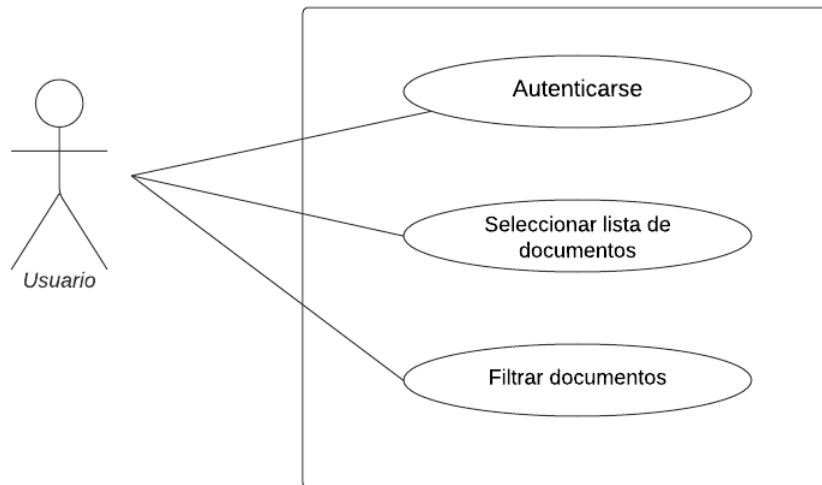 Autenticarse
Seleccionar lista de
documentos
Usuario
Filtrar documentos